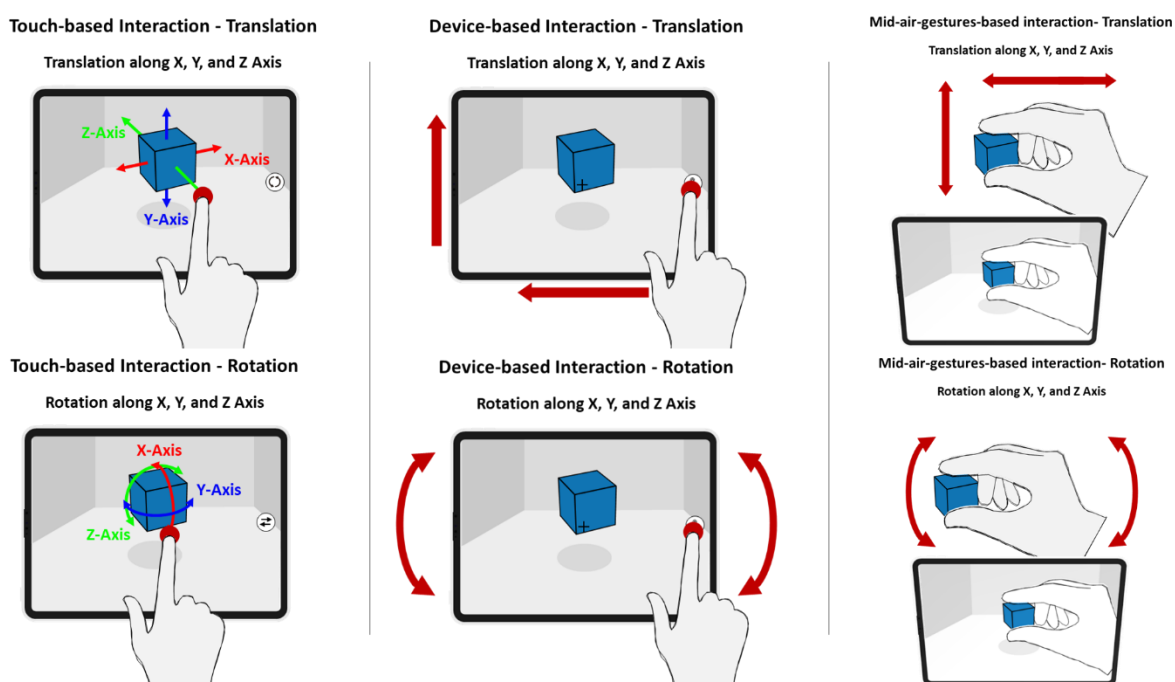 Touch-based Interaction - Translation
Translation along X, Y, and Z Axis
Z-Axis
X-Axis
Y-Axis
Device-based Interaction - Translation
Translation along X, Y, and Z Axis
Mid-air-gestures-based interaction- Translation
Translation along X, Y, and Z Axis
Touch-based Interaction - Rotation
Rotation along X, Y, and Z Axis
X-Axis
Y-Axis
Z-Axis
Device-based Interaction - Rotation
Rotation along X, Y, and Z Axis
Mid-air-gestures-based interaction- Rotation
Rotation along X, Y, and Z Axis